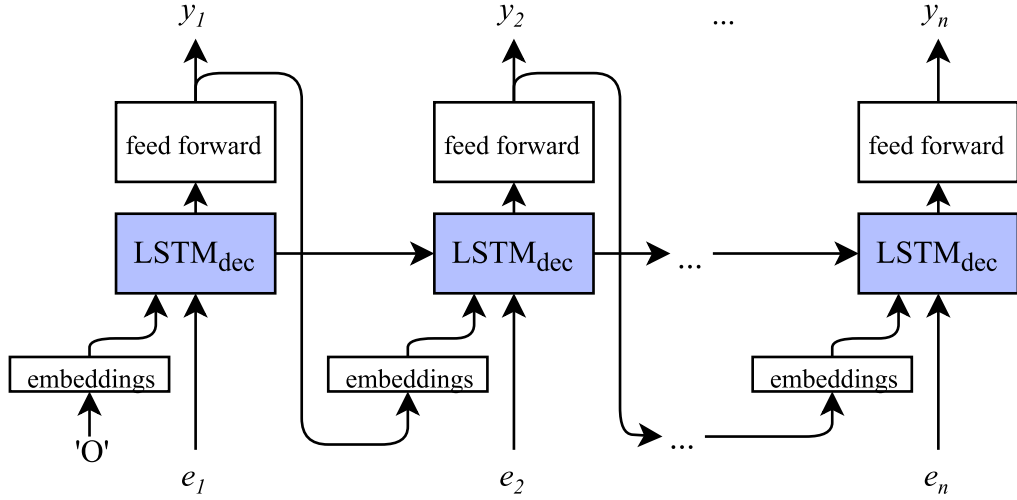 y1 y2 ... yn
feed forward feed forward feed forward
LSTMdec LSTMdec ... LSTMdec
embeddings embeddings embeddings
'O' ...
e1 e2 en